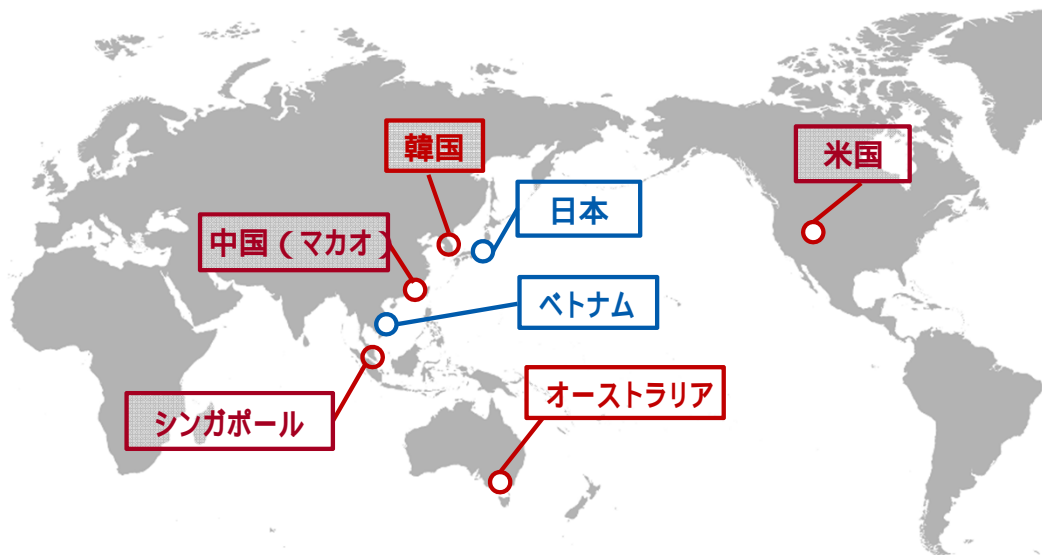 韓国
米国
日本
中国（マカオ）
ベトナム
オーストラリア
シンガポール